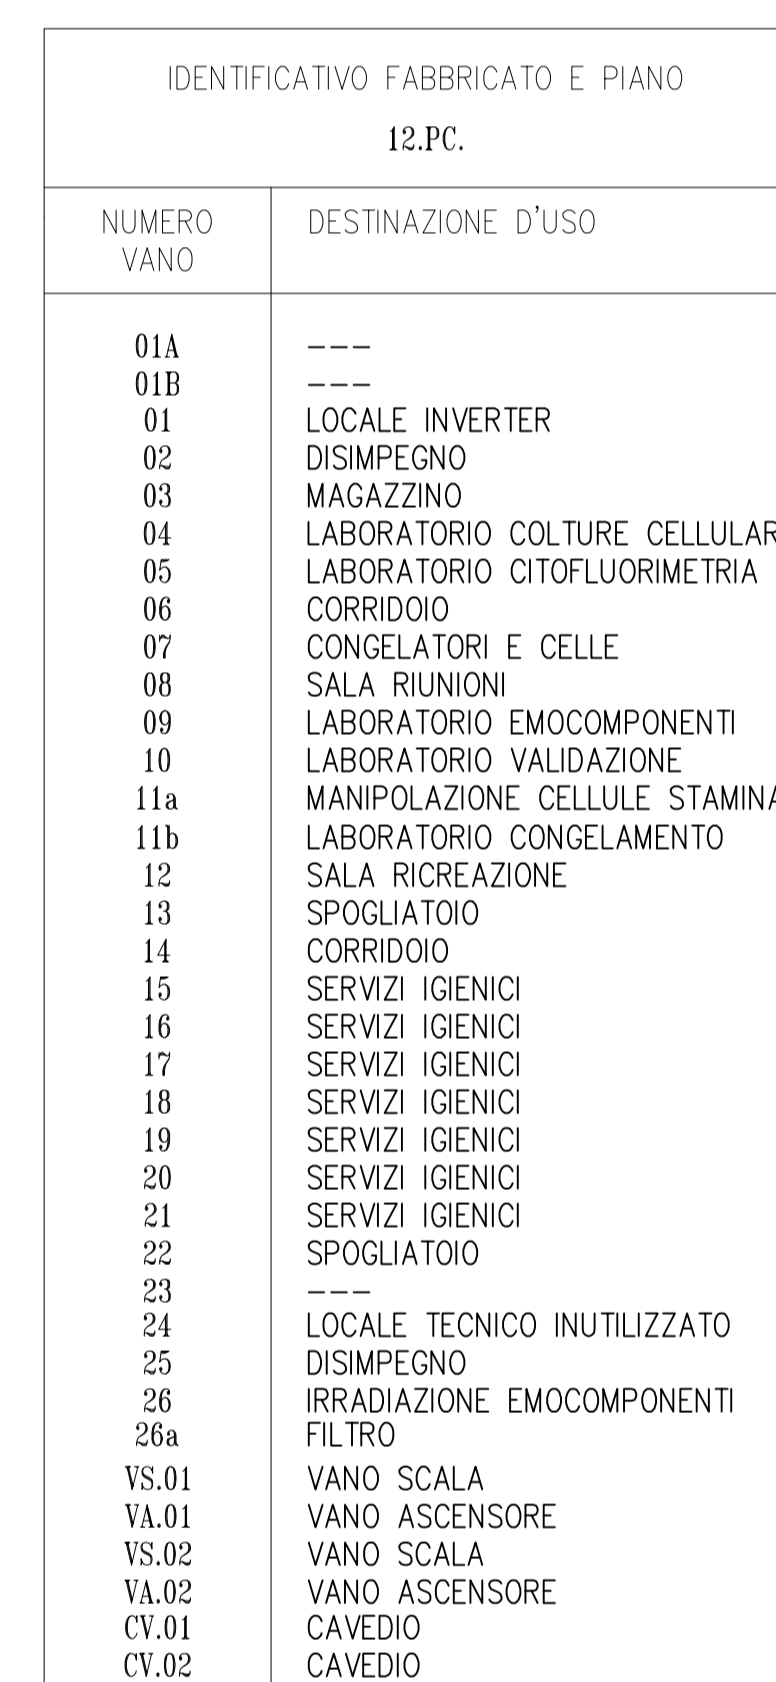 IDENTIFICATIVO FABBRICATO E PIANO
12.PC.
NUMERO VANO DESTINAZIONE D'USO
01A ---
01B ---
01 LOCALE INVERTER
02 DISIMPEGNO
03 MAGAZZINO
04 LABORATORIO COLTURE CELLULAR
05 LABORATORIO CITOFLUORIMETRIA
06 CORRIDOIO
07 CONGELATORI E CELLE
08 SALA RIUNIONI
09 LABORATORIO EMOCOMPONENTI
10 LABORATORIO VALIDAZIONE
11a MANIPOLAZIONE CELLULE STAMINA
11b LABORATORIO CONGELAMENTO
12 SALA RICREAZIONE
13 SPOGLIATOIO
14 CORRIDOIO
15 SERVIZI IGIENICI
16 SERVIZI IGIENICI
17 SERVIZI IGIENICI
18 SERVIZI IGIENICI
19 SERVIZI IGIENICI
20 SERVIZI IGIENICI
21 SERVIZI IGIENICI
22 SPOGLIATOIO
23 ---
24 LOCALE TECNICO INUTILIZZATO
25 DISIMPEGNO
26 IRRADIAZIONE EMOCOMPONENTI
26a FILTRO
VS.01 VANO SCALA
VA.01 VANO ASCENSORE
VS.02 VANO SCALA
VA.02 VANO ASCENSORE
CV.01 CAVEDIO
CV.02 CAVEDIO